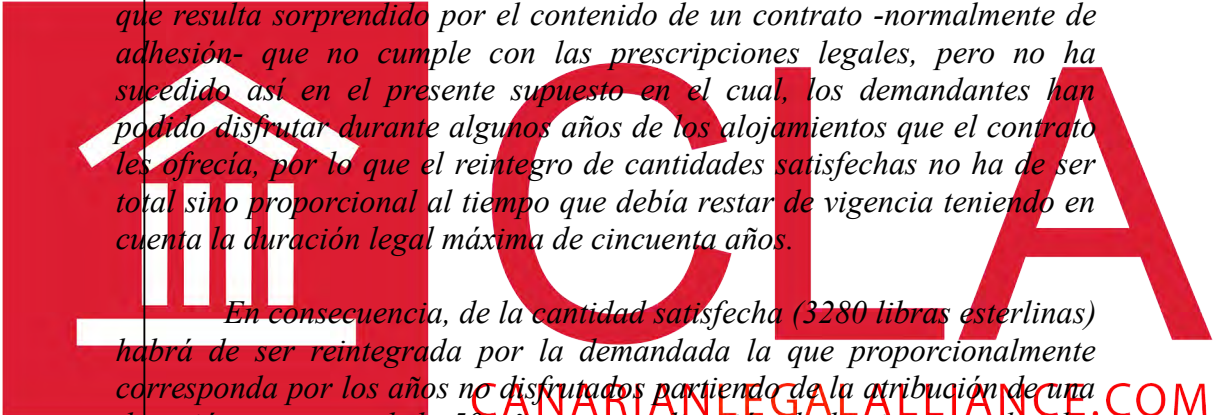 que resulta sorprendido por el contenido de un contrato -normalmente de
adhesión- que no cumple con las prescripciones legales, pero no ha
sucedido así en el presente supuesto en el cual, los demandantes han
podido disfrutar durante algunos años de los alojamientos que el contrato
les ofrecía, por lo que el reintegro de cantidades satisfechas no ha de ser
total sino proporcional al tiempo que debía restar de vigencia teniendo en
cuenta la duración legal máxima de cincuenta años.
En consecuencia, de la cantidad satisfecha (3280 libras esterlinas)
habrá de ser reintegrada por la demandada la que proporcionalmente
corresponda por los años no disfrutados partiendo de la atribución de una
CLA
CANARIANLEGALALLIANCE.COM